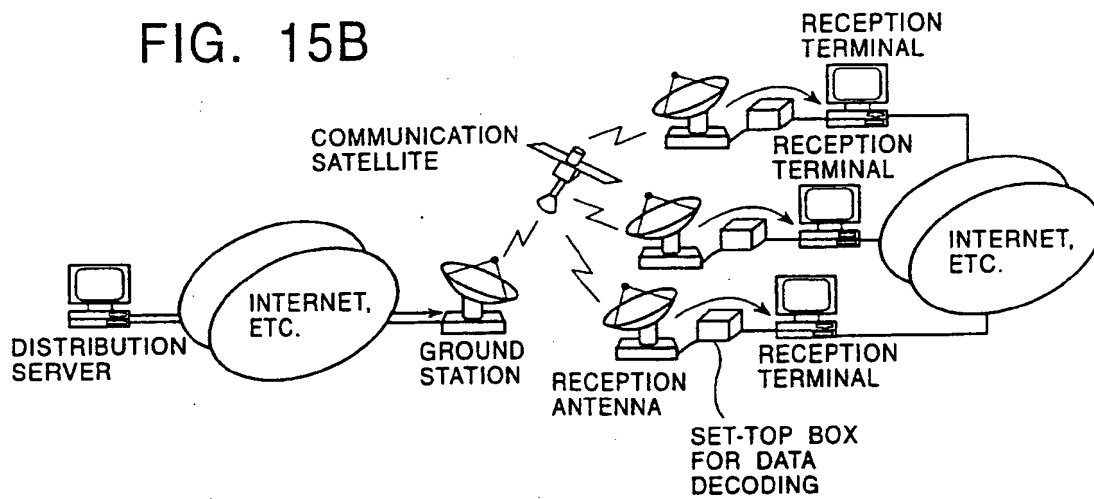 FIG. 15B
RECEPTION
TERMINAL
COMMUNICATION
SATELLITE
RECEPTION
TERMINAL
INTERNET,
ETC.
INTERNET,
ETC.
DISTRIBUTION
SERVER
GROUND
STATION
RECEPTION
ANTENNA
RECEPTION
TERMINAL
SET-TOP BOX
FOR DATA
DECODING